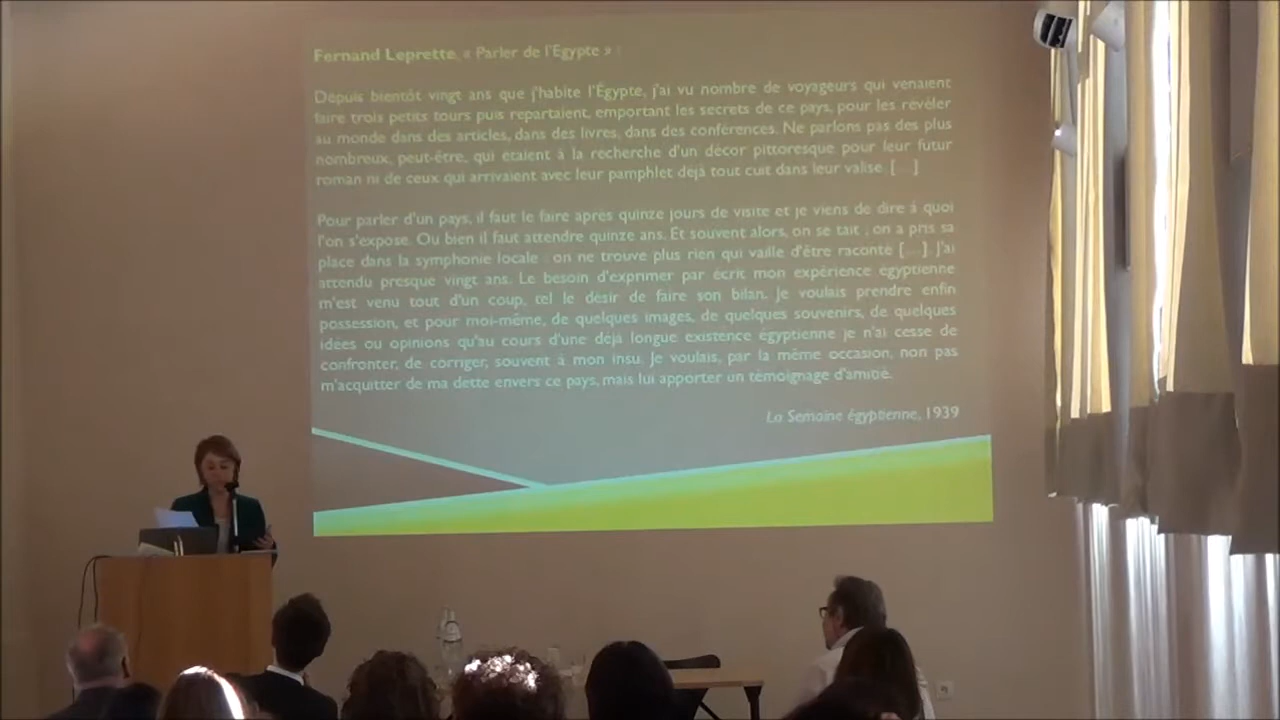 Fernand Leprette, « Parler de l'Égypte » :
Depuis bientôt vingt ans que j'habite l'Égypte, j'ai vu nombre de voyageurs qui venaient
faire trois petits tours puis repartaient, emportant les secrets de ce pays, pour les révéler
au monde dans des articles, dans des livres, dans des conférences. Ne parlons pas des plus
nombreux, peut-être, qui étaient à la recherche d'un décor pittoresque pour leur futur
roman ni de ceux qui arrivaient avec leur pamphlet déjà tout cuit dans leur valise. [...]
Pour parler d'un pays, il faut le faire après quinze jours de visite et je viens de dire à quoi
l'on s'expose. Ou bien il faut attendre quinze ans. Et souvent alors, on se tait ; on a pris sa
place dans la symphonie locale : on ne trouve plus rien qui vaille d'être raconté [...]. J'ai
attendu presque vingt ans. Le besoin d'exprimer par écrit mon expérience égyptienne
m'est venu tout d'un coup, tel le désir de faire son bilan. Je voulais prendre enfin
possession, et pour moi-même, de quelques images, de quelques souvenirs, de quelques
idées ou opinions qu'au cours d'une déjà longue existence égyptienne je n'ai cessé de
confronter, de corriger, souvent à mon insu. Je voulais, par la même occasion, non pas
m'acquitter de ma dette envers ce pays, mais lui apporter un témoignage d'amitié.
La Semaine égyptienne, 1939